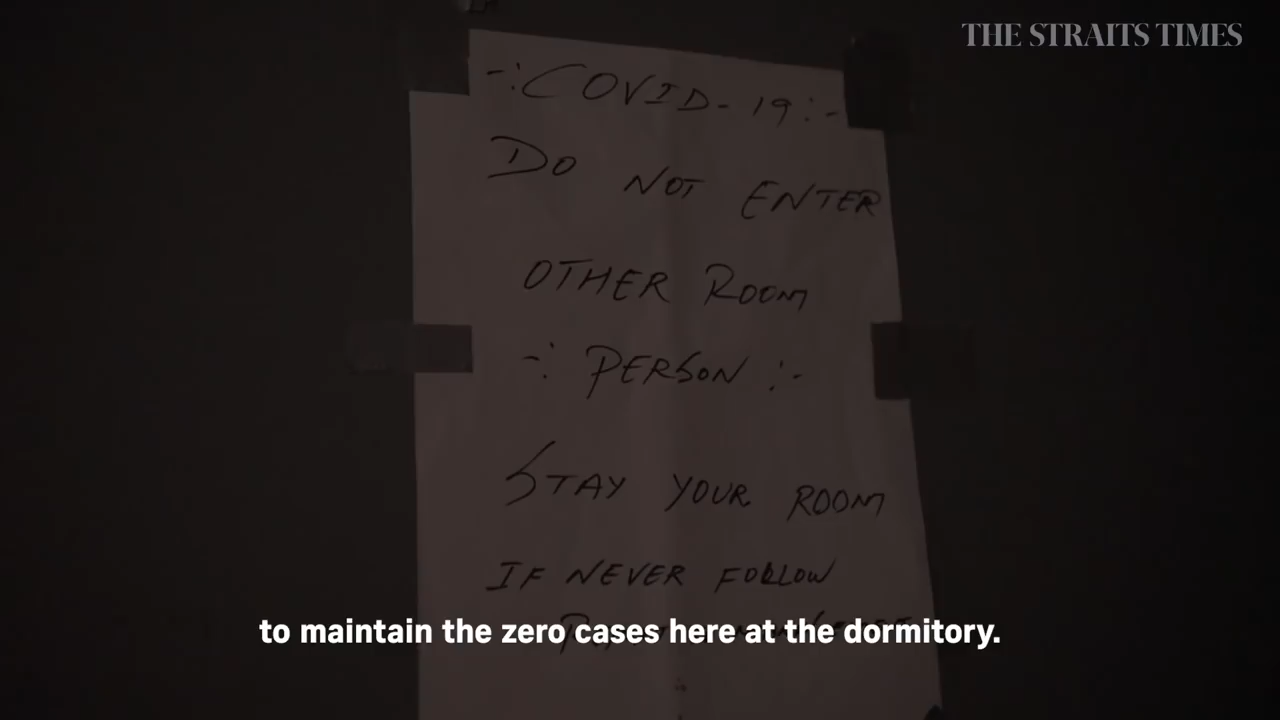 THE STRAITS TIMES
-:COVID-19:-
DO NOT ENTER
OTHER ROOM
-: PERSON :-
STAY YOUR ROOM
IF NEVER FOLLOW
to maintain the zero cases here at the dormitory.